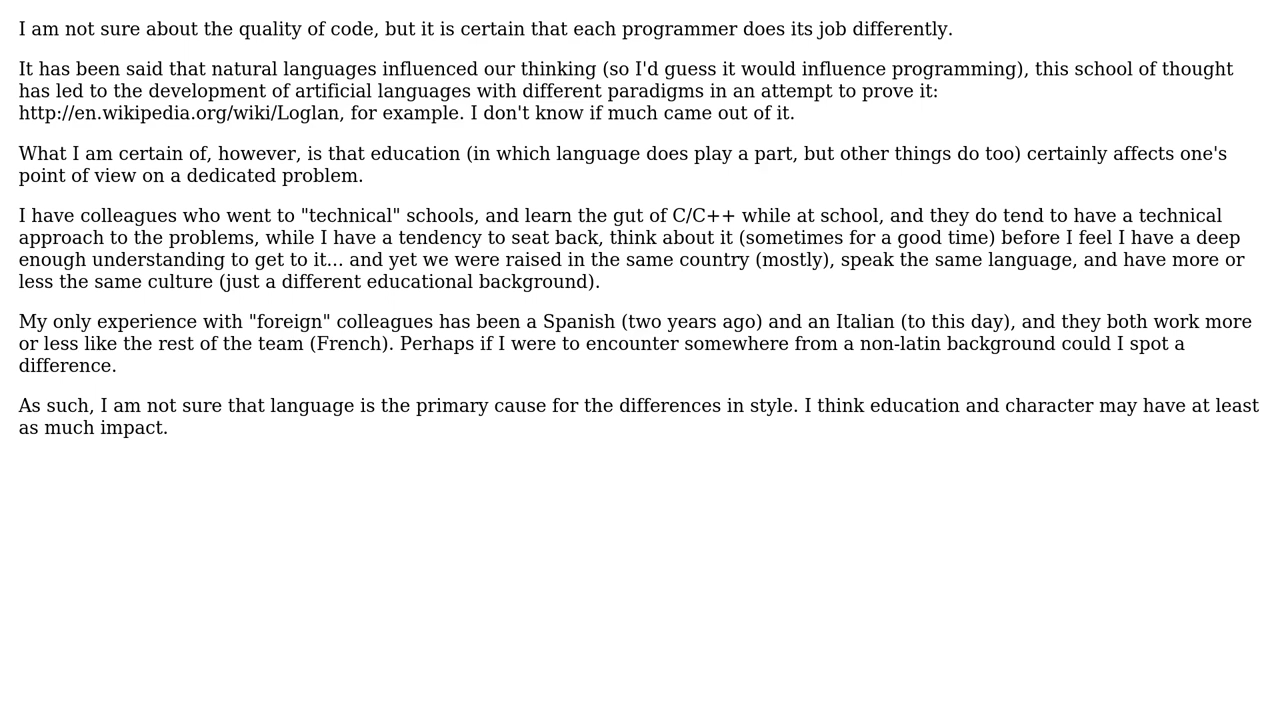 I am not sure about the quality of code, but it is certain that each programmer does its job differently.
It has been said that natural languages influenced our thinking (so I'd guess it would influence programming), this school of thought
has led to the development of artificial languages with different paradigms in an attempt to prove it:
http://en.wikipedia.org/wiki/Loglan, for example. I don't know if much came out of it.
What I am certain of, however, is that education (in which language does play a part, but other things do too) certainly affects one's
point of view on a dedicated problem.
I have colleagues who went to "technical" schools, and learn the gut of C/C++ while at school, and they do tend to have a technical
approach to the problems, while I have a tendency to seat back, think about it (sometimes for a good time) before I feel I have a deep
enough understanding to get to it... and yet we were raised in the same country (mostly), speak the same language, and have more or
less the same culture (just a different educational background).
My only experience with "foreign" colleagues has been a Spanish (two years ago) and an Italian (to this day), and they both work more
or less like the rest of the team (French). Perhaps if I were to encounter somewhere from a non-latin background could I spot a
difference.
As such, I am not sure that language is the primary cause for the differences in style. I think education and character may have at least
as much impact.